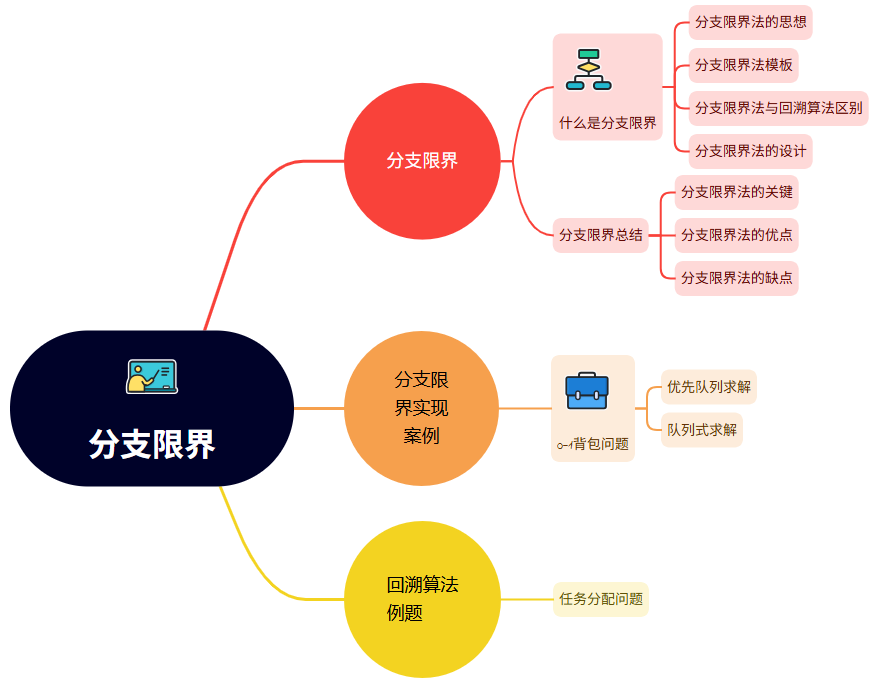 分支限界
分支限界
什么是分支限界
分支限界法的思想
分支限界法模板
分支限界法与回溯算法区别
分支限界法的设计
分支限界总结
分支限界法的关键
分支限界法的优点
分支限界法的缺点
分支限
界实现
案例
0-1背包问题
优先队列求解
队列式求解
回溯算法
例题
任务分配问题